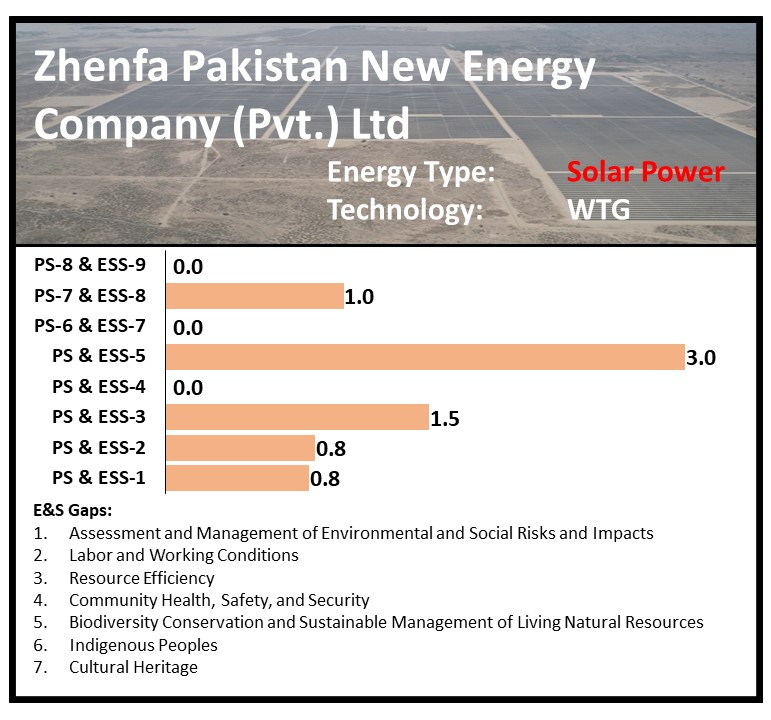 Zhenfa Pakistan New Energy
Company (Pvt.) Ltd
Energy Type: Solar Power
Technology: WTG
PS-8 & ESS-9 0.0
PS-7 & ESS-8 1.0
PS-6 & ESS-7 0.0
PS & ESS-5 3.0
PS & ESS-4 0.0
PS & ESS-3 1.5
PS & ESS-2 0.8
PS & ESS-1 0.8
E&S Gaps:
1. Assessment and Management of Environmental and Social Risks and Impacts
2. Labor and Working Conditions
3. Resource Efficiency
4. Community Health, Safety, and Security
5. Biodiversity Conservation and Sustainable Management of Living Natural Resources
6. Indigenous Peoples
7. Cultural Heritage